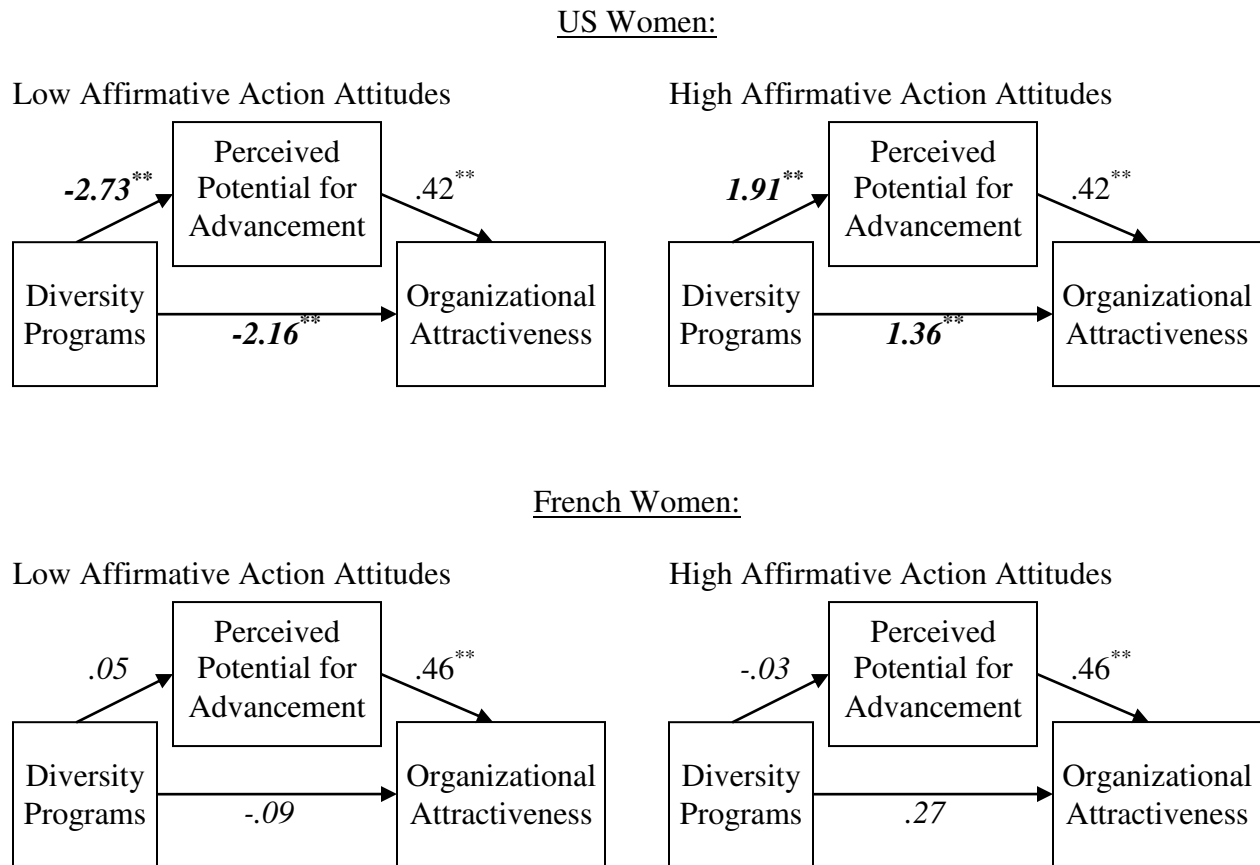 US Women:
Low Affirmative Action Attitudes
Perceived
Potential for
Advancement
-2.73**
.42**
Diversity
Programs
Organizational
Attractiveness
-2.16**
High Affirmative Action Attitudes
Perceived
Potential for
Advancement
1.91**
.42**
Diversity
Programs
Organizational
Attractiveness
1.36**
French Women:
Low Affirmative Action Attitudes
Perceived
Potential for
Advancement
.05
.46**
Diversity
Programs
Organizational
Attractiveness
-.09
High Affirmative Action Attitudes
Perceived
Potential for
Advancement
-.03
.46**
Diversity
Programs
Organizational
Attractiveness
.27